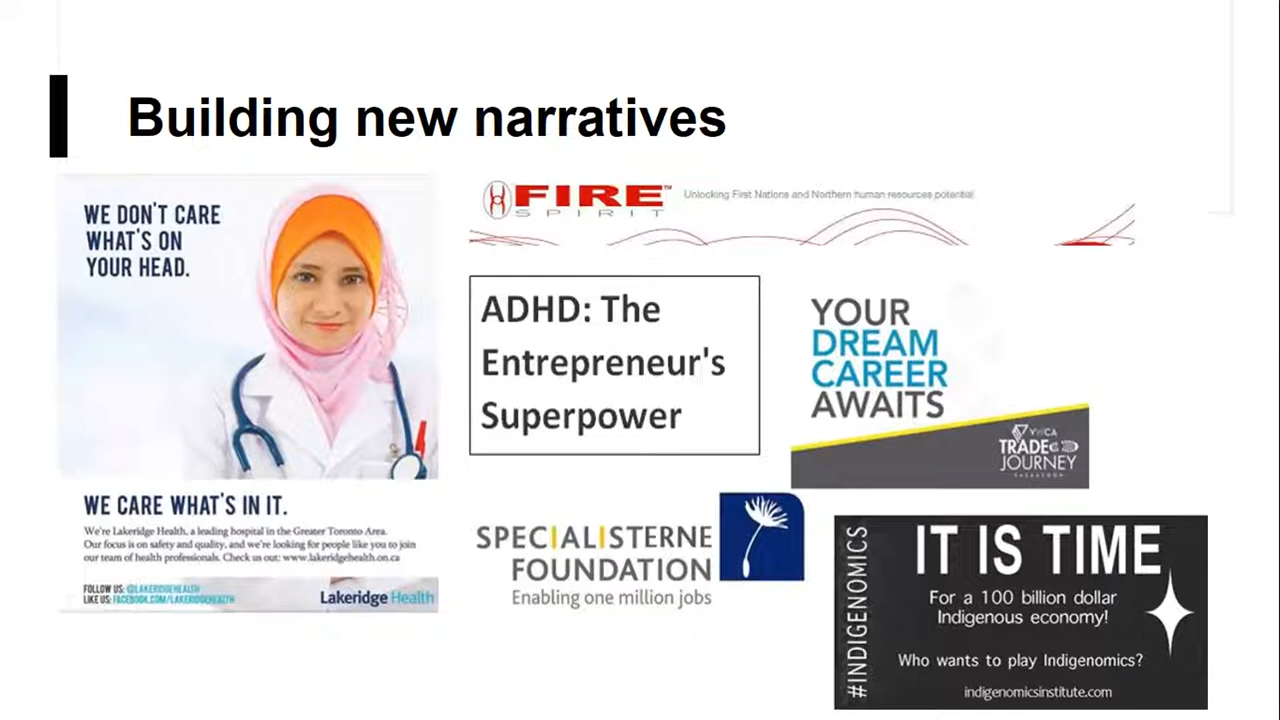 Building new narratives
WE DON'T CARE
WHAT'S ON
YOUR HEAD.
WE CARE WHAT'S IN IT.
We're Lakeridge Health, a leading hospital in the Greater Toronto Area.
Our focus is on safety and quality, and we're looking for people like you to join
our team of health professionals. Check us out: www.lakeridgehealth.on.ca
FOLLOW US: @LAKERIDGEHEALTH
LIKE US: FACEBOOK.COM/LAKERIDGEHEALTH
Lakeridge Health
FIRE™
SPIRIT
Unlocking First Nations and Northern human resources potential
ADHD: The
Entrepreneur's
Superpower
YOUR
DREAM
CAREER
AWAITS
YWCA
TRADE
JOURNEY
SASKATOON
SPECIALISTERNE
FOUNDATION
Enabling one million jobs
#INDIGENOMICS
IT IS TIME
For a 100 billion dollar
Indigenous economy!
Who wants to play Indigenomics?
indigenomicsinstitute.com